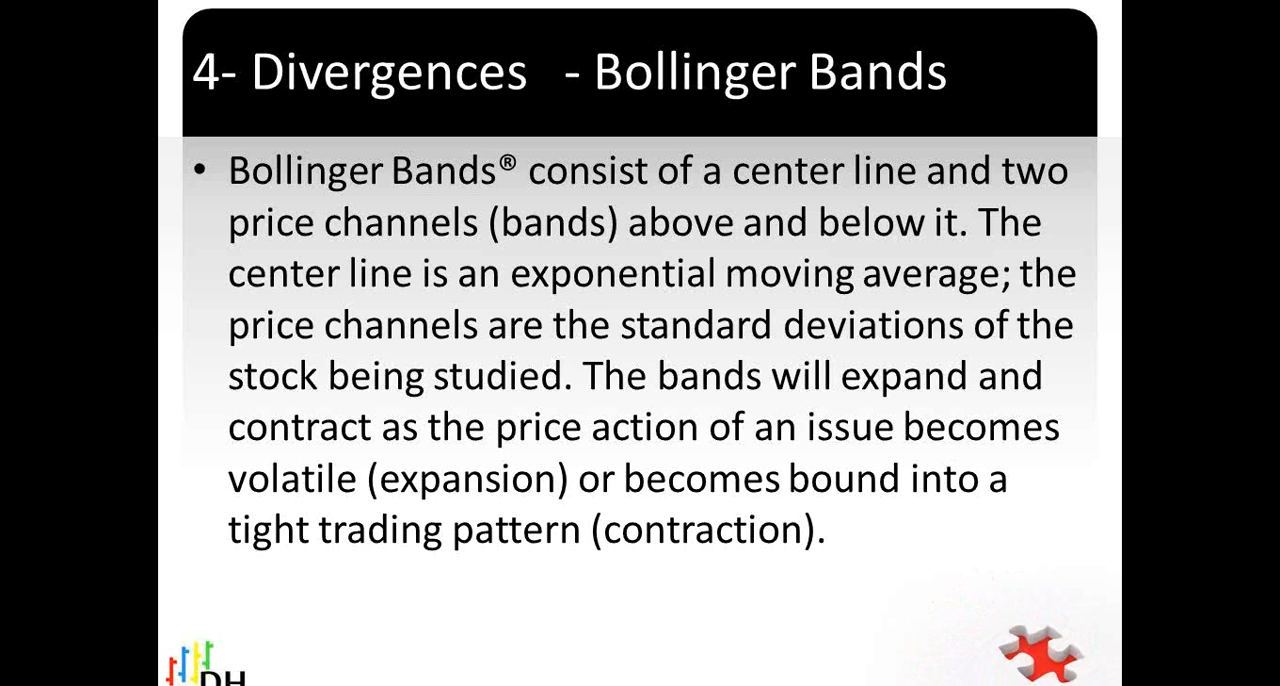 4- Divergences - Bollinger Bands
• Bollinger Bands® consist of a center line and two
price channels (bands) above and below it. The
center line is an exponential moving average; the
price channels are the standard deviations of the
stock being studied. The bands will expand and
contract as the price action of an issue becomes
volatile (expansion) or becomes bound into a
tight trading pattern (contraction).
DH